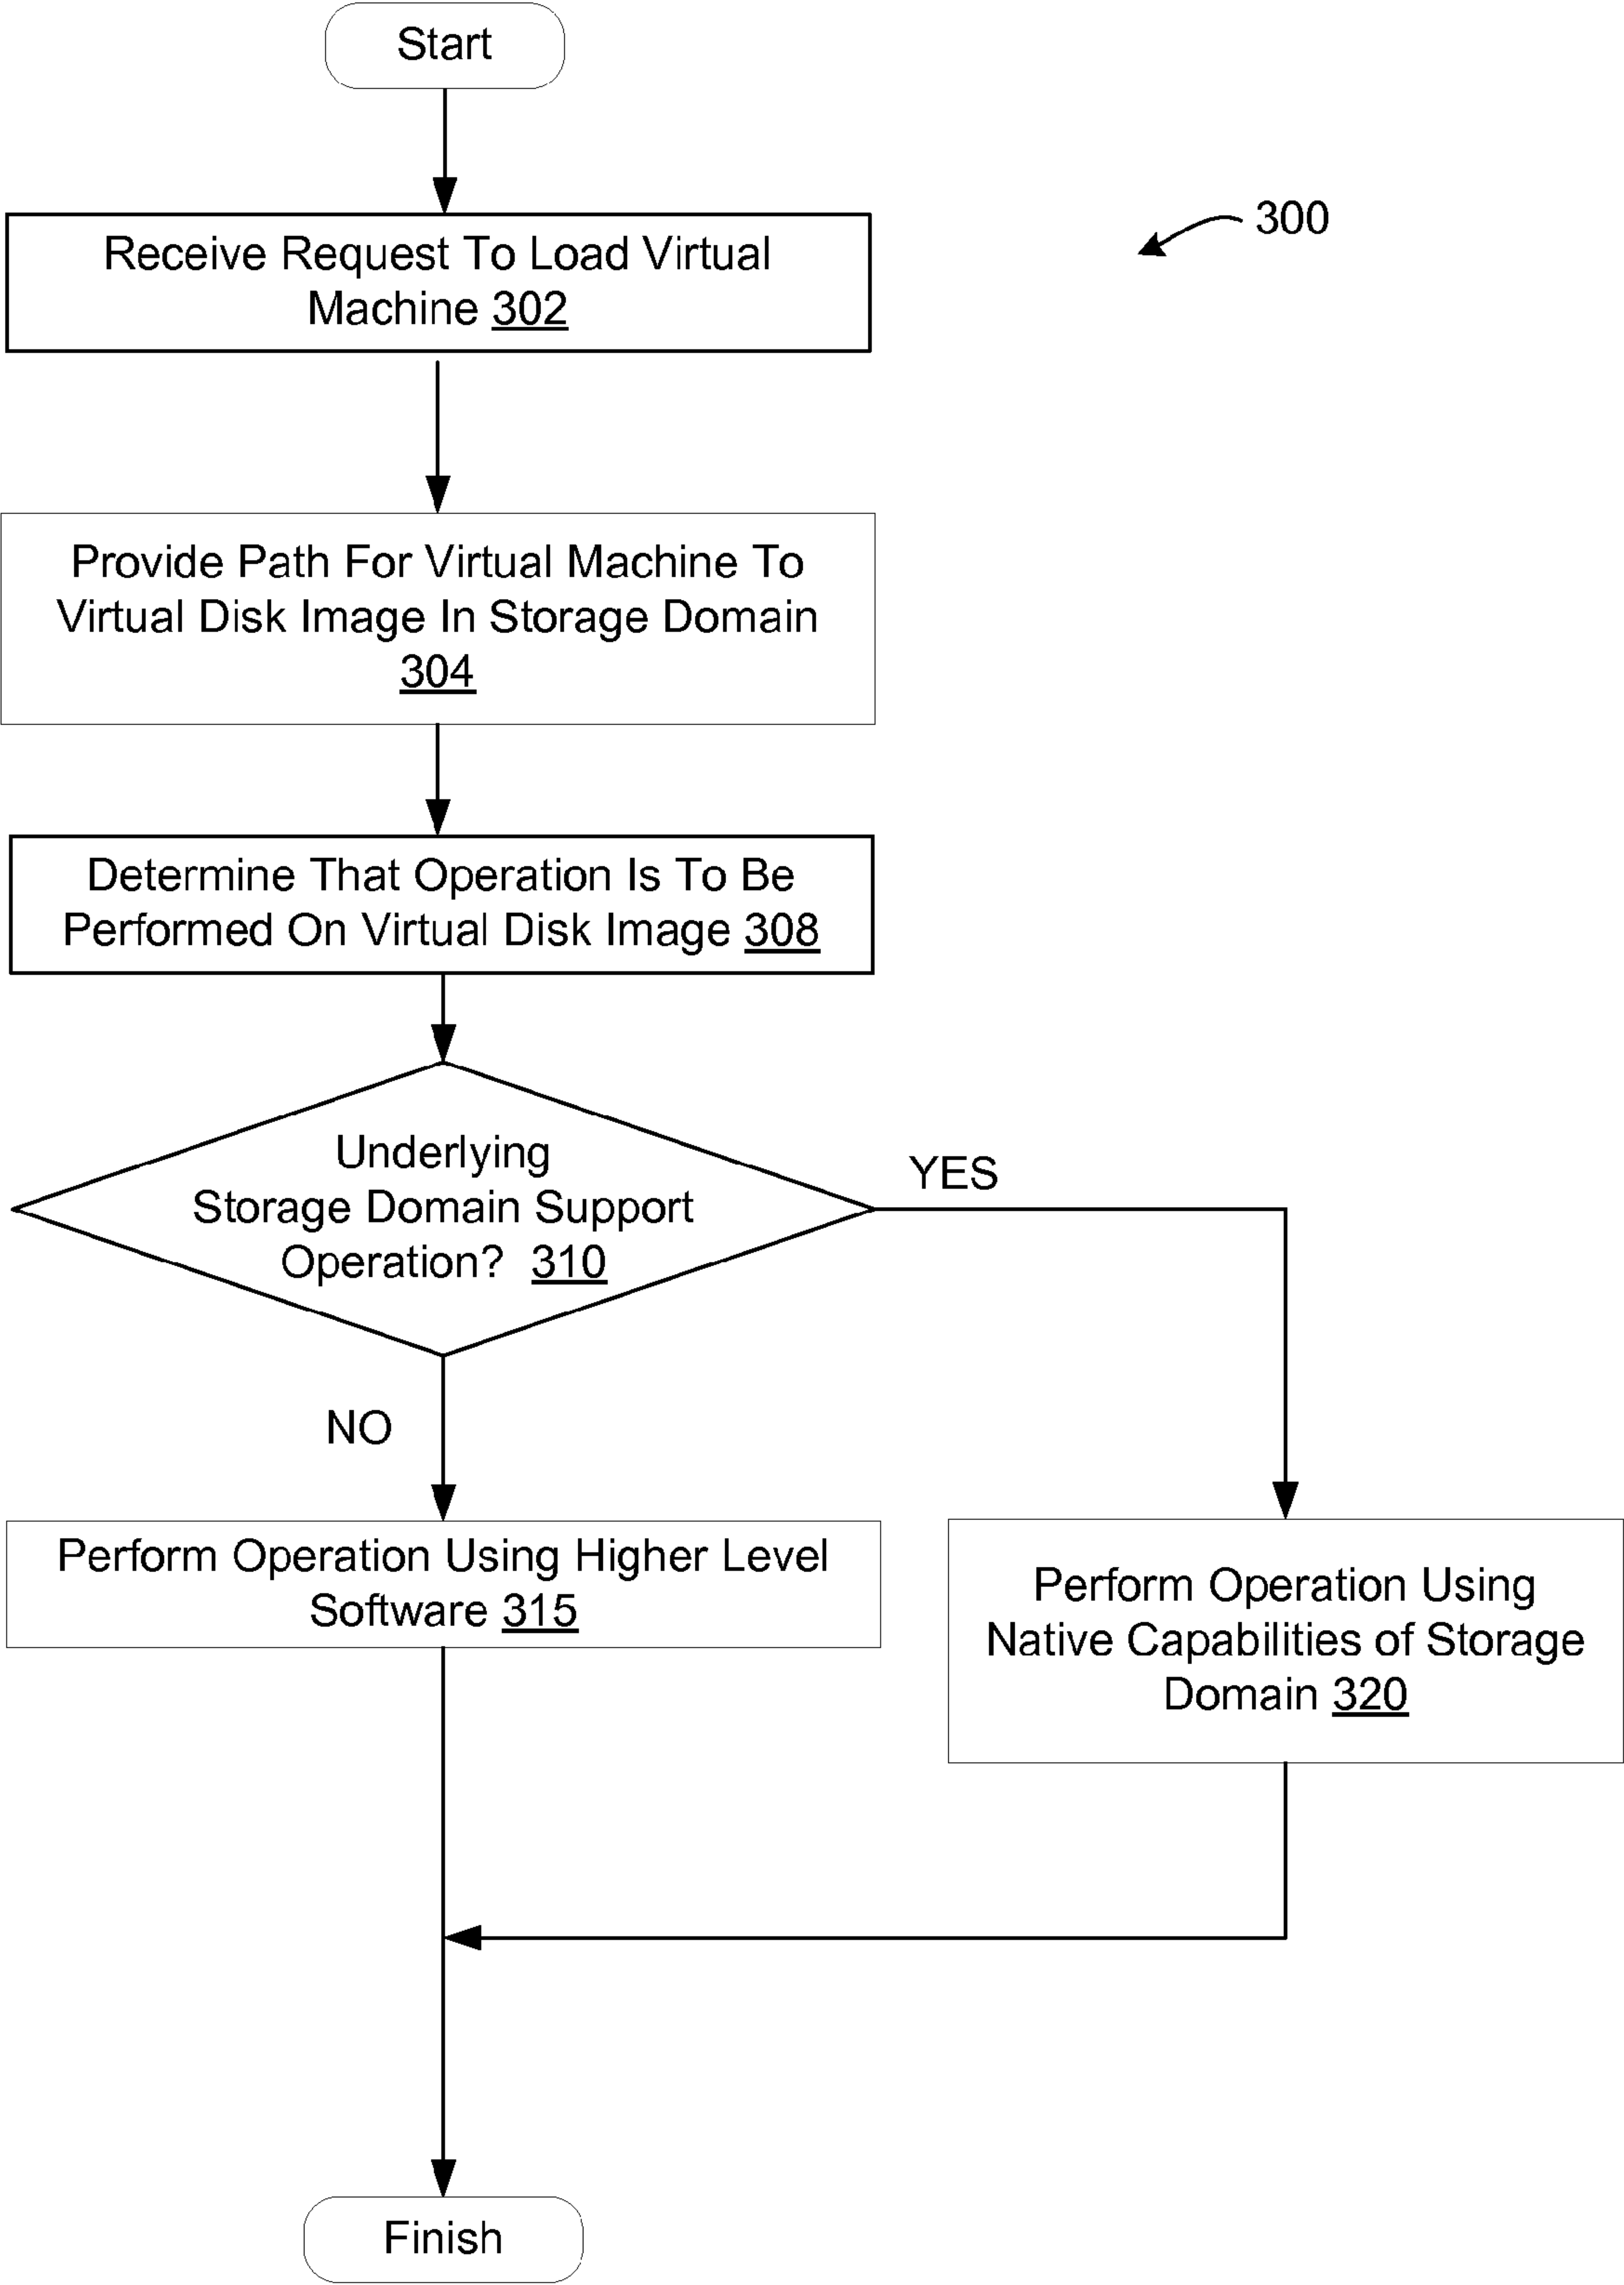 Start
300
Receive Request To Load Virtual
Machine 302
Provide Path For Virtual Machine To
Virtual Disk Image In Storage Domain
304
Determine That Operation Is To Be
Performed On Virtual Disk Image 308
Underlying
Storage Domain Support
Operation? 310
YES
NO
Perform Operation Using Higher Level
Software 315
Perform Operation Using
Native Capabilities of Storage
Domain 320
Finish